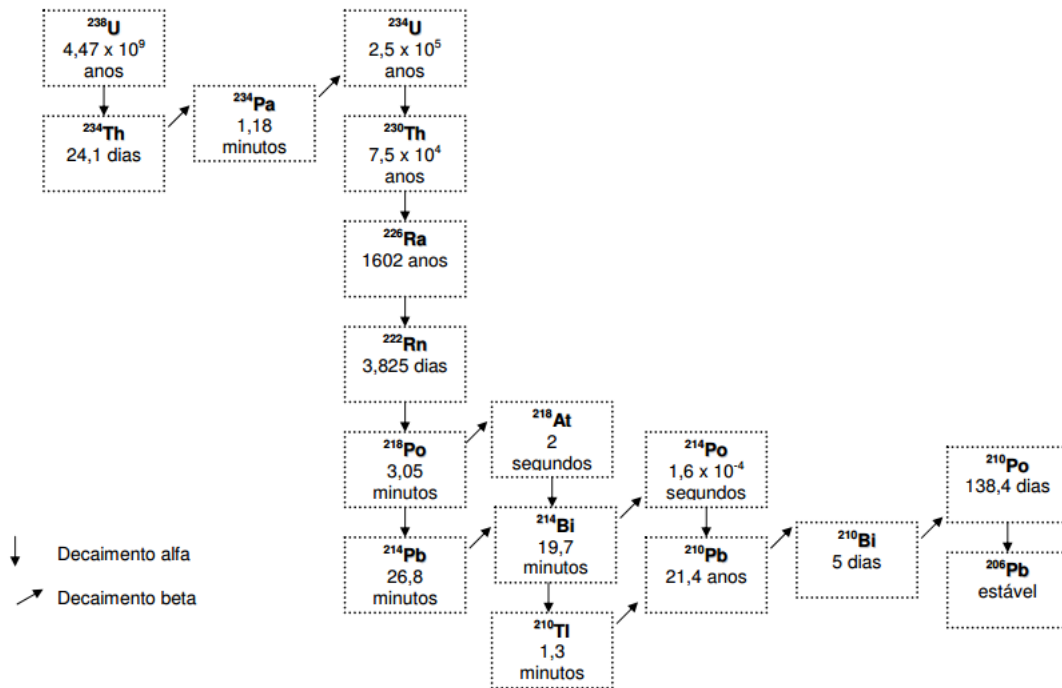 ²³⁸U
4,47 x 10⁹
anos
²³⁴Th
24,1 dias
²³⁴Pa
1,18
minutos
²³⁴U
2,5 x 10⁵
anos
²³⁰Th
7,5 x 10⁴
anos
²²⁶Ra
1602 anos
²²²Rn
3,825 dias
²¹⁸Po
3,05
minutos
²¹⁴Pb
26,8
minutos
²¹⁸At
2
segundos
²¹⁴Bi
19,7
minutos
²¹⁰Tl
1,3
minutos
²¹⁴Po
1,6 x 10⁻⁴
segundos
²¹⁰Pb
21,4 anos
²¹⁰Bi
5 dias
²¹⁰Po
138,4 dias
²⁰⁶Pb
estável
Decaimento alfa
Decaimento beta